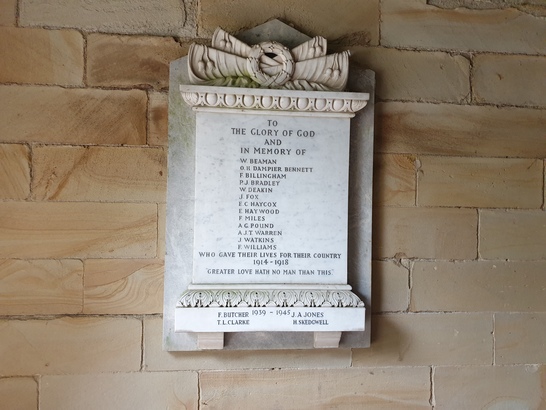 TO
THE GLORY OF GOD
AND
IN MEMORY OF
W. BEAMAN
O.H. DAMPIER BENNETT
F. BILLINGHAM
P.J. BRADLEY
W. DEAKIN
J. FOX
E.C. HAYCOX
E. HAYWOOD
F. MILES
A.G. POUND
A.J.T. WARREN
J. WATKINS
F. WILLIAMS
WHO GAVE THEIR LIVES FOR THEIR COUNTRY
1914-1918
"GREATER LOVE HATH NO MAN THAN THIS."
F. BUTCHER 1939 - 1945 J.A. JONES
T.L. CLARKE H. SKEDGWELL